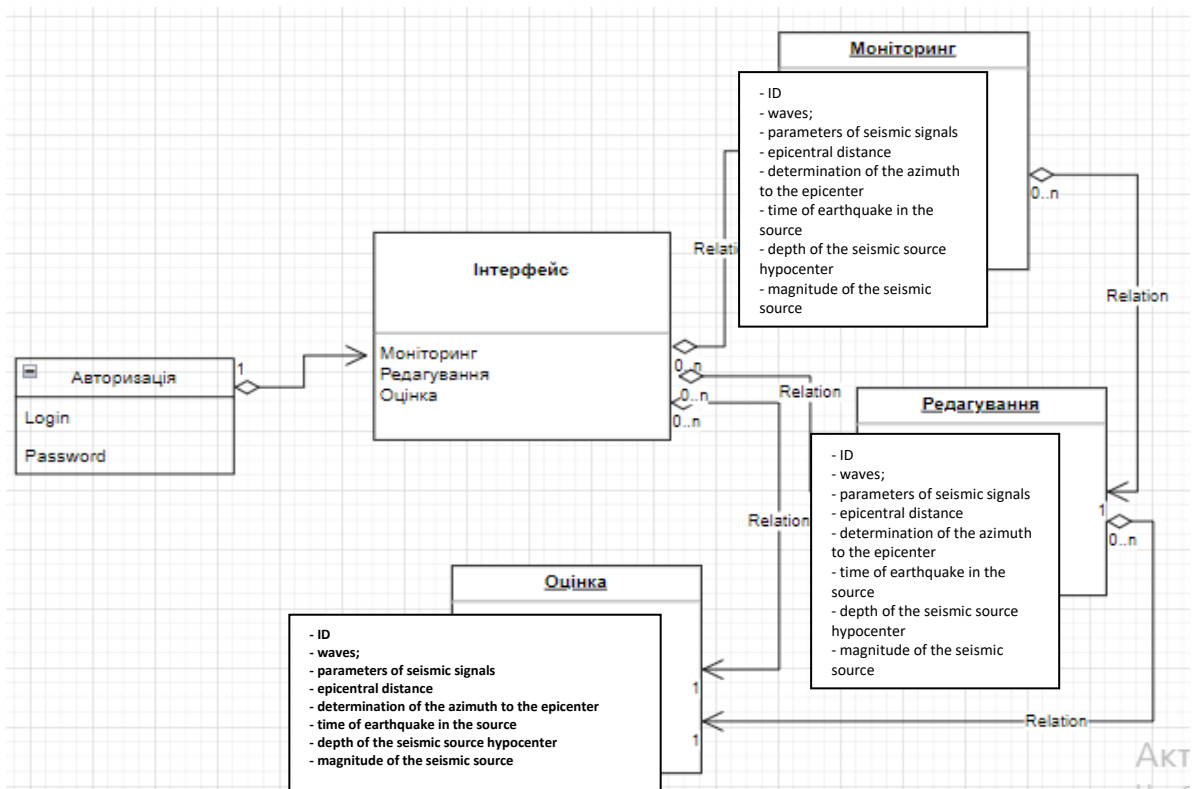 Моніторинг
- ID
- waves;
- parameters of seismic signals
- epicentral distance
- determination of the azimuth
to the epicenter
- time of earthquake in the
source
- depth of the seismic source
hypocenter
- magnitude of the seismic
source
0..n
Relation
Relati
Інтерфейс
Моніторинг
Редагування
Оцінка
0..n
0..n
0..n
Relation
Авторизація
1
Login
Password
Редагування
- ID
- waves;
- parameters of seismic signals
- epicentral distance
- determination of the azimuth
to the epicenter
- time of earthquake in the
source
- depth of the seismic source
hypocenter
- magnitude of the seismic
source
1
0..n
Relation
Оцінка
- ID
- waves;
- parameters of seismic signals
- epicentral distance
- determination of the azimuth to the epicenter
- time of earthquake in the source
- depth of the seismic source hypocenter
- magnitude of the seismic source
1
1
Relation
Акт